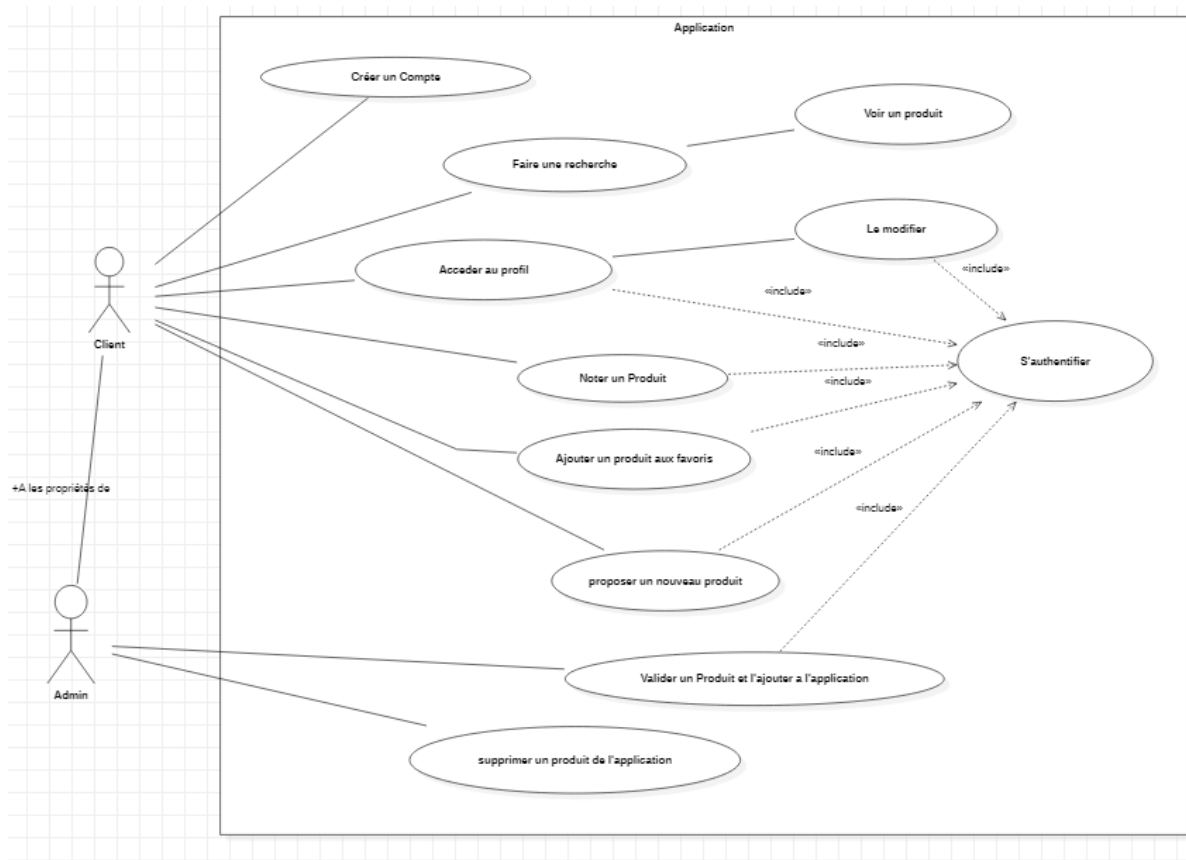 Application
Créer un Compte
Voir un produit
Faire une recherche
Le modifier
Acceder au profil
«include»
«include»
Client
«include»
S'authentifier
Noter un Produit
«include»
Ajouter un produit aux favoris
«include»
+A les propriétés de
«include»
proposer un nouveau produit
Valider un Produit et l'ajouter a l'application
Admin
supprimer un produit de l'application